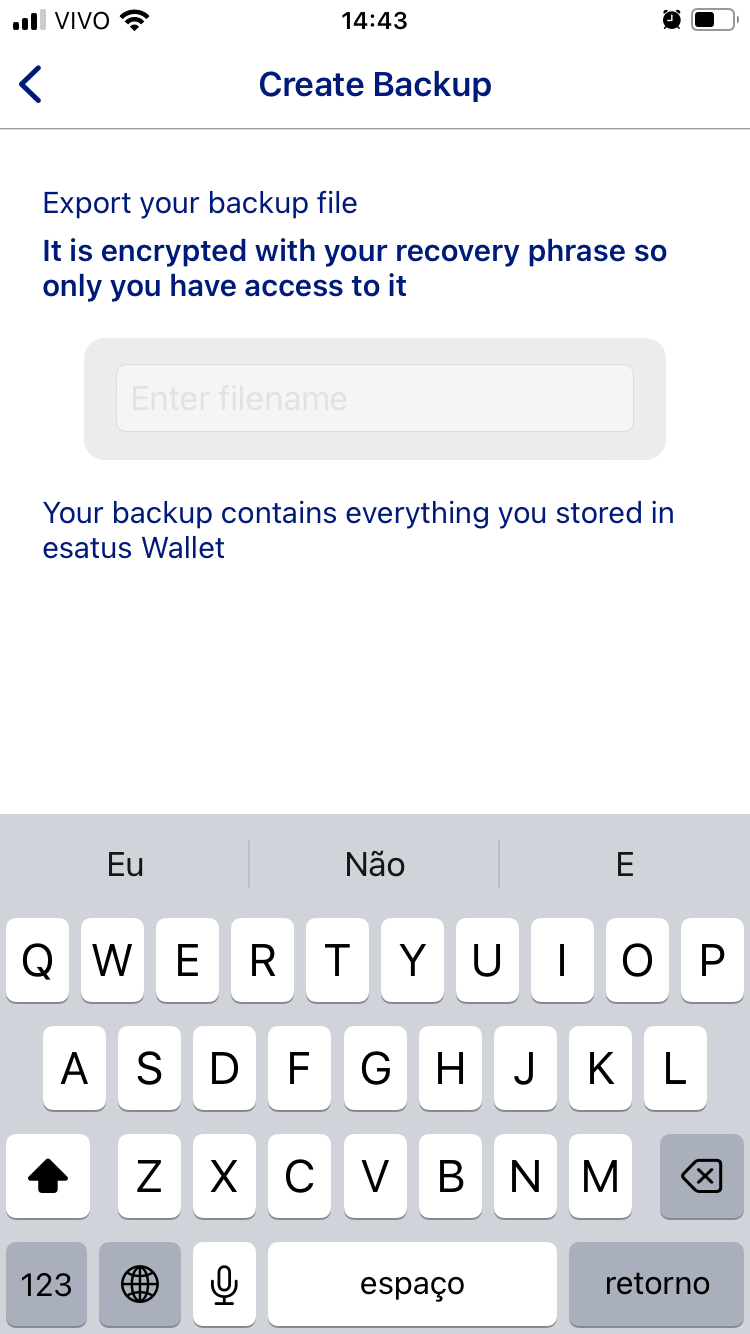 VIVO 14:43
Create Backup
Export your backup file
It is encrypted with your recovery phrase so
only you have access to it
Enter filename
Your backup contains everything you stored in
esatus Wallet
Eu Não E
Q W E R T Y U I O P
A S D F G H J K L
Z X C V B N M
123 espaço retorno